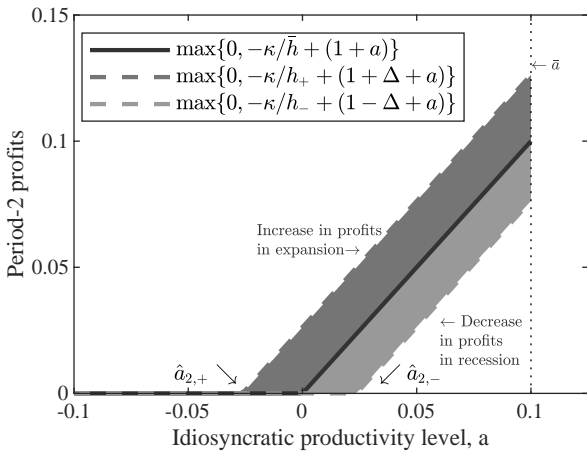 0.15
max{0, -κ/h̄ + (1 + a)}
max{0, -κ/h₊ + (1 + Δ + a)}
max{0, -κ/h₋ + (1 − Δ + a)}
← ā
0.1
Period-2 profits
Increase in profits
in expansion→
0.05
← Decrease
in profits
in recession
â₂,₊
â₂,₋
0
-0.1
-0.05
0
0.05
0.1
Idiosyncratic productivity level, a